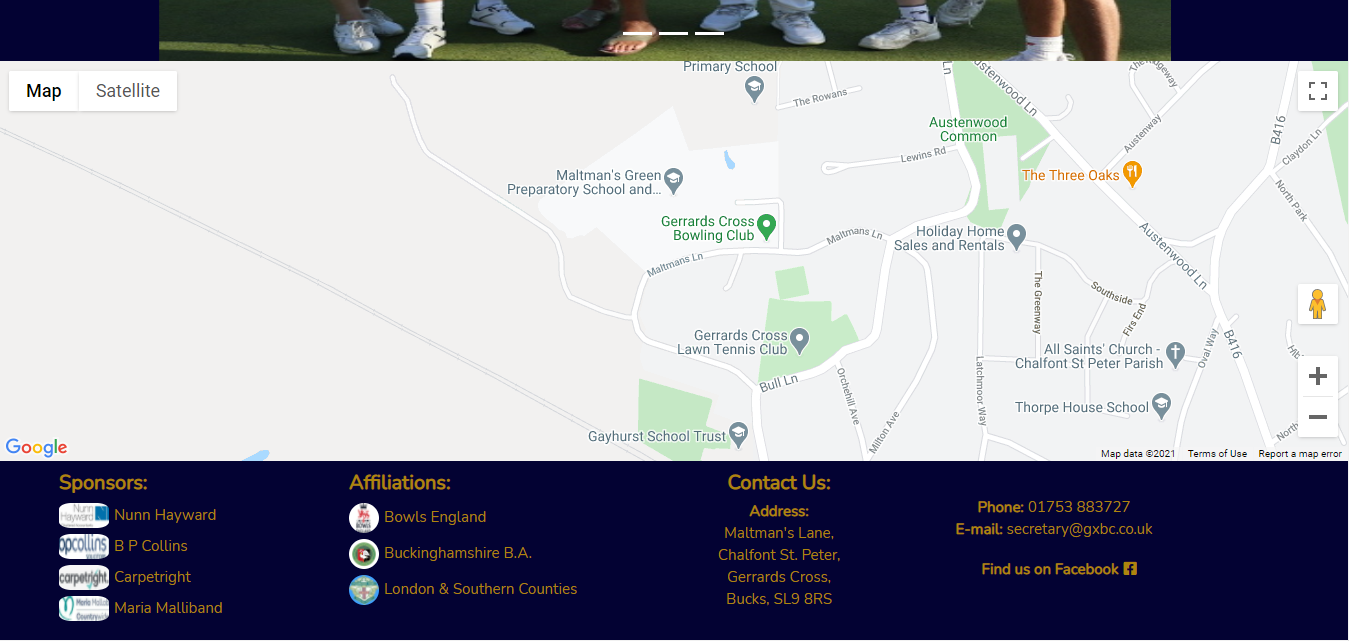 Map
Satellite
Primary School
The Rowans
Ln
Austenwood Ln
Austenway
B416
Claydon Ln
Austenwood
Common
Lewins Rd
Maltman's Green
Preparatory School and...
The Three Oaks
North Park
Gerrards Cross
Bowling Club
Maltmans Ln
Holiday Home
Sales and Rentals
Austenwood Ln
Maltmans Ln
The Greenway
Southside
Firs End
Gerrards Cross
Lawn Tennis Club
All Saints' Church -
Chalfont St Peter Parish
Oval Way
B416
Bull Ln
Latchmoor Way
Orchehill Ave
Milton Ave
Thorpe House School
Gayhurst School Trust
North
Google
Map data ©2021
Terms of Use
Report a map error
Sponsors:
Nunn Hayward
Nunn Hayward
B P Collins
carpetright.
Carpetright
Maria Malliband
Affiliations:
Bowls England
Buckinghamshire B.A.
London & Southern Counties
Contact Us:
Address:
Maltman's Lane,
Chalfont St. Peter,
Gerrards Cross,
Bucks, SL9 8RS
Phone: 01753 883727
E-mail: secretary@gxbc.co.uk
Find us on Facebook